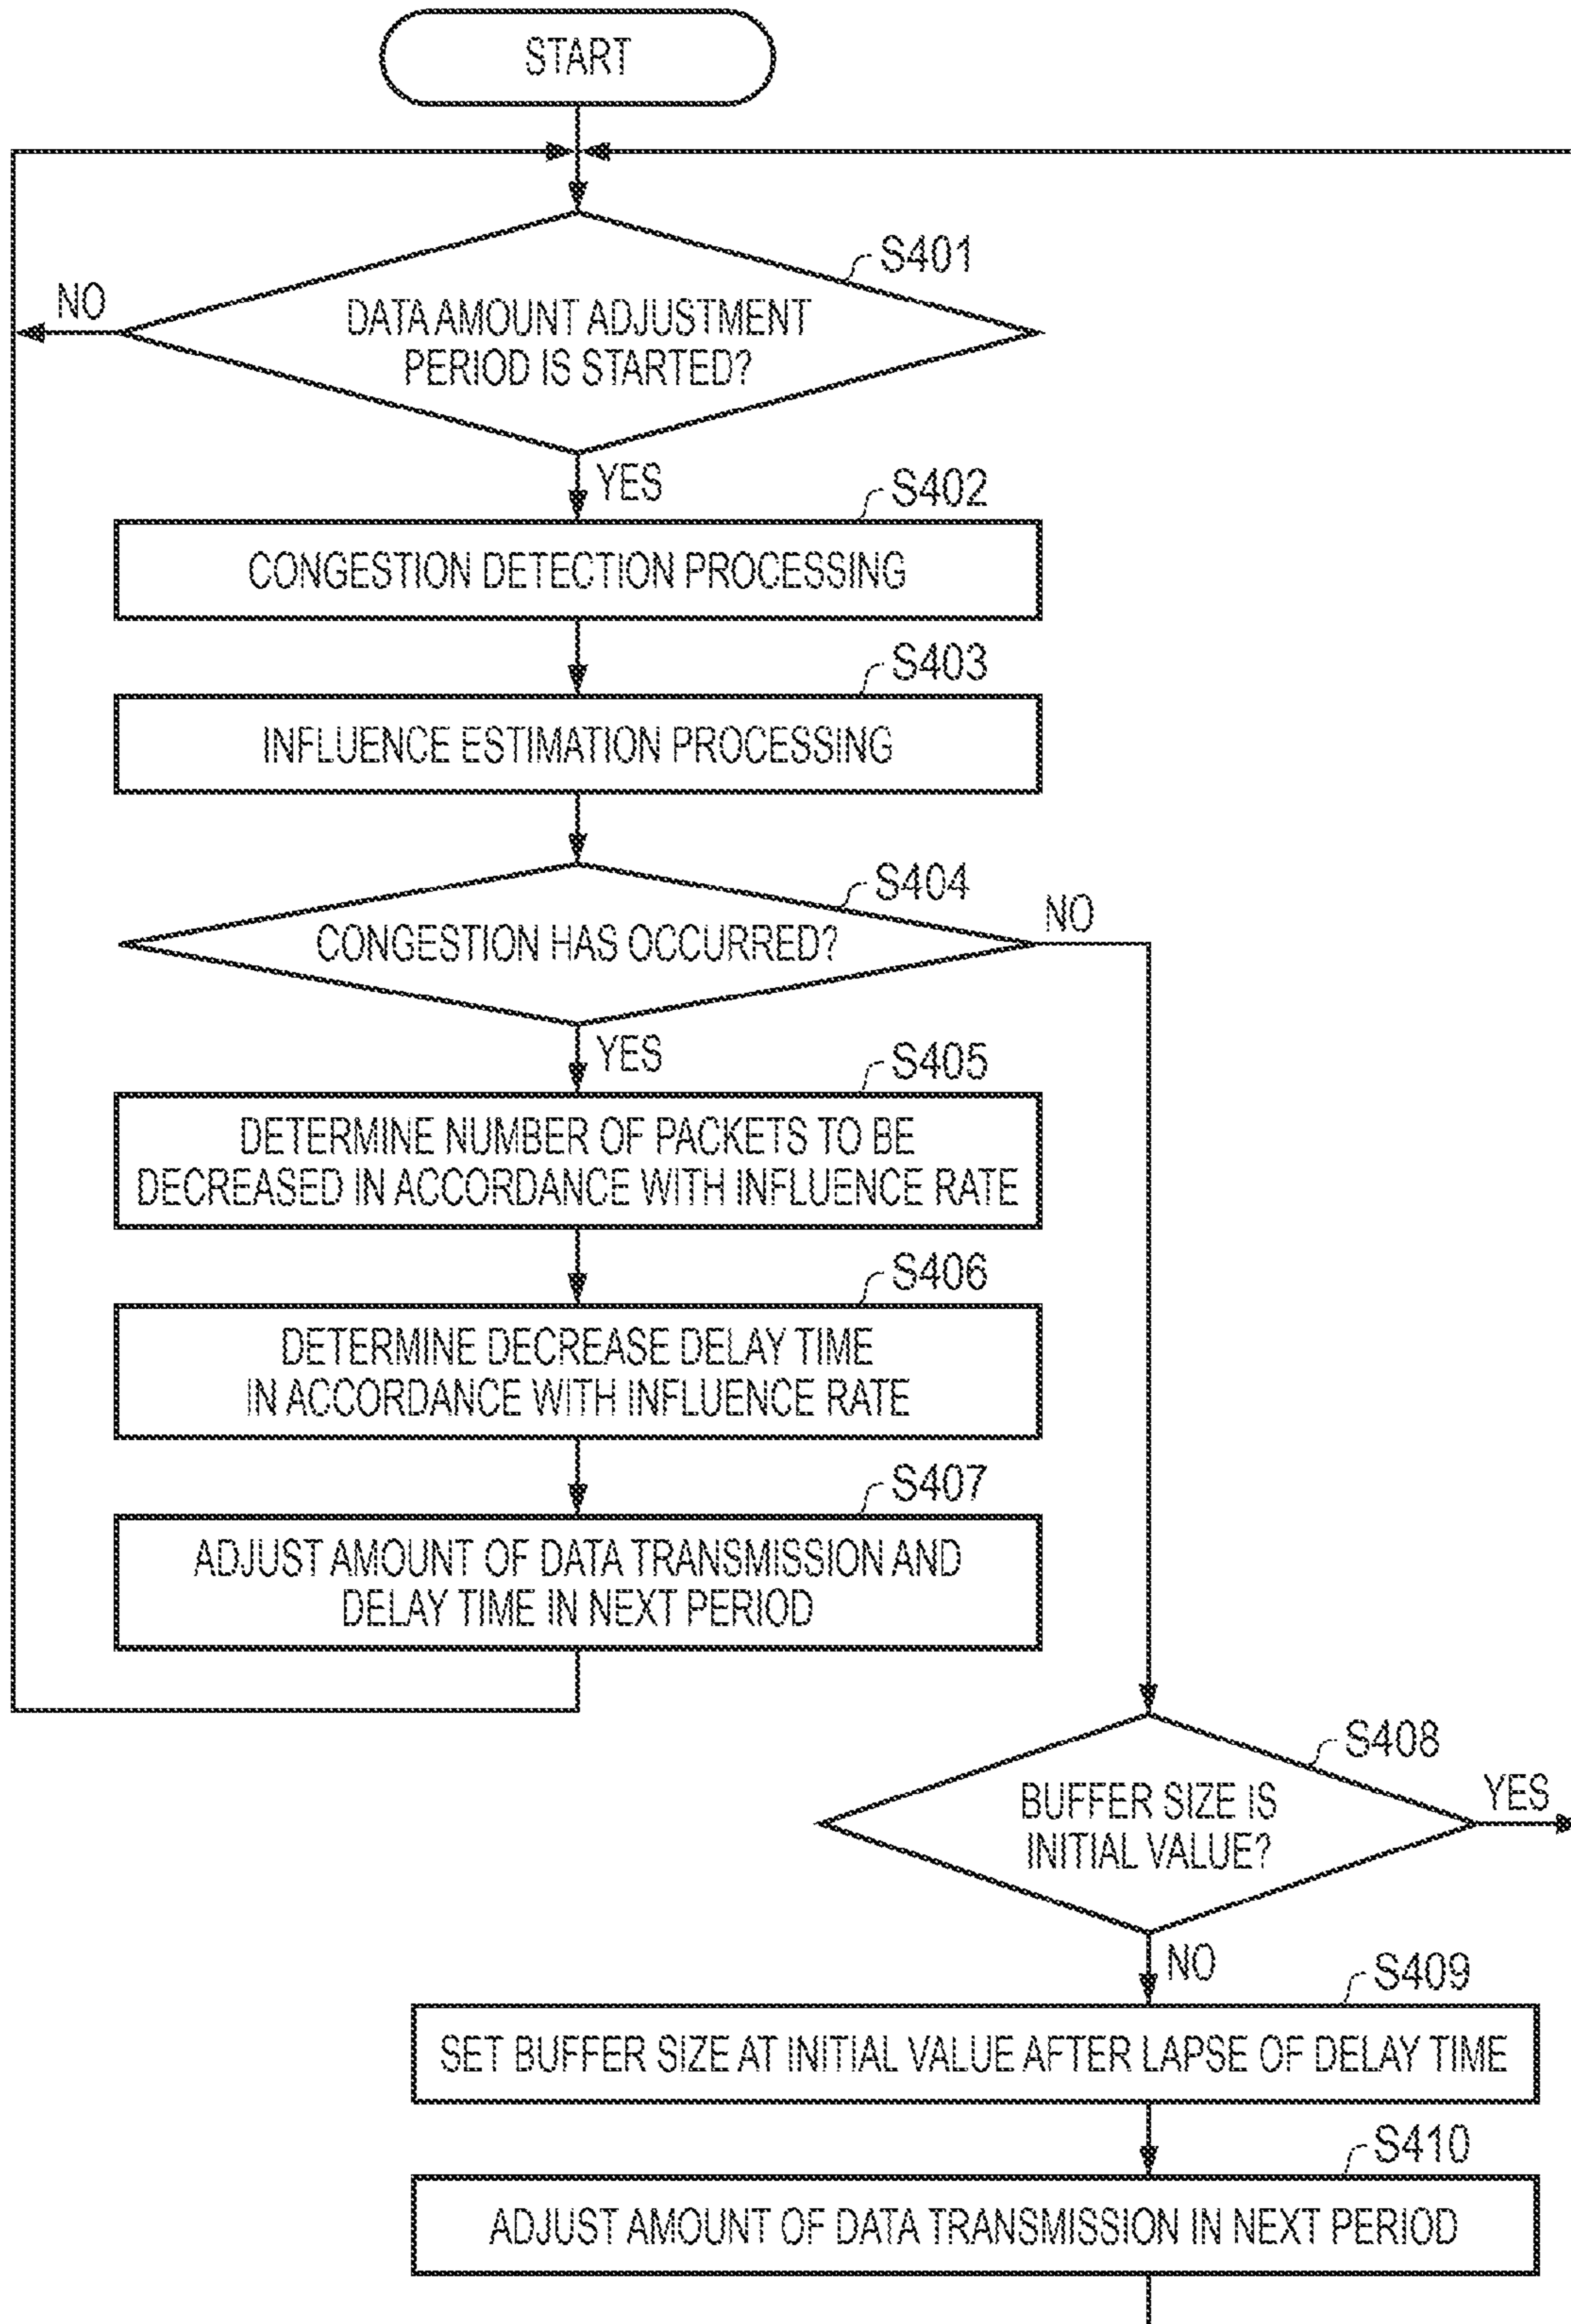 START
S401
NO
DATA AMOUNT ADJUSTMENT
PERIOD IS STARTED?
YES
S402
CONGESTION DETECTION PROCESSING
S403
INFLUENCE ESTIMATION PROCESSING
S404
NO
CONGESTION HAS OCCURRED?
YES
S405
DETERMINE NUMBER OF PACKETS TO BE
DECREASED IN ACCORDANCE WITH INFLUENCE RATE
S406
DETERMINE DECREASE DELAY TIME
IN ACCORDANCE WITH INFLUENCE RATE
S407
ADJUST AMOUNT OF DATA TRANSMISSION AND
DELAY TIME IN NEXT PERIOD
S408
YES
BUFFER SIZE IS
INITIAL VALUE?
NO
S409
SET BUFFER SIZE AT INITIAL VALUE AFTER LAPSE OF DELAY TIME
S410
ADJUST AMOUNT OF DATA TRANSMISSION IN NEXT PERIOD